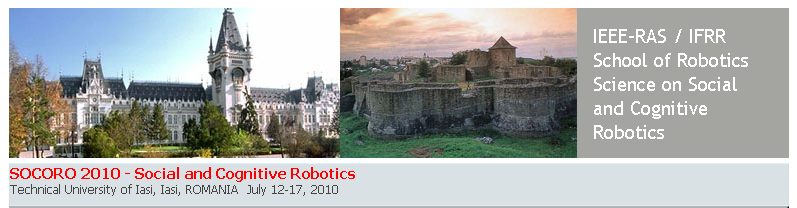 IEEE-RAS / IFRR
School of Robotics
Science on Social
and Cognitive
Robotics
SOCORO 2010 - Social and Cognitive Robotics
Technical University of Iasi, Iasi, ROMANIA July 12-17, 2010